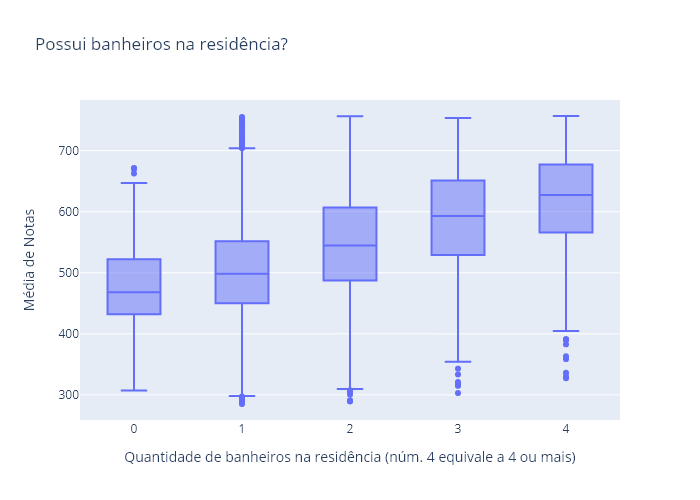 Possui banheiros na residência?
Média de Notas
700
600
500
400
300
0 1 2 3 4
Quantidade de banheiros na residência (núm. 4 equivale a 4 ou mais)